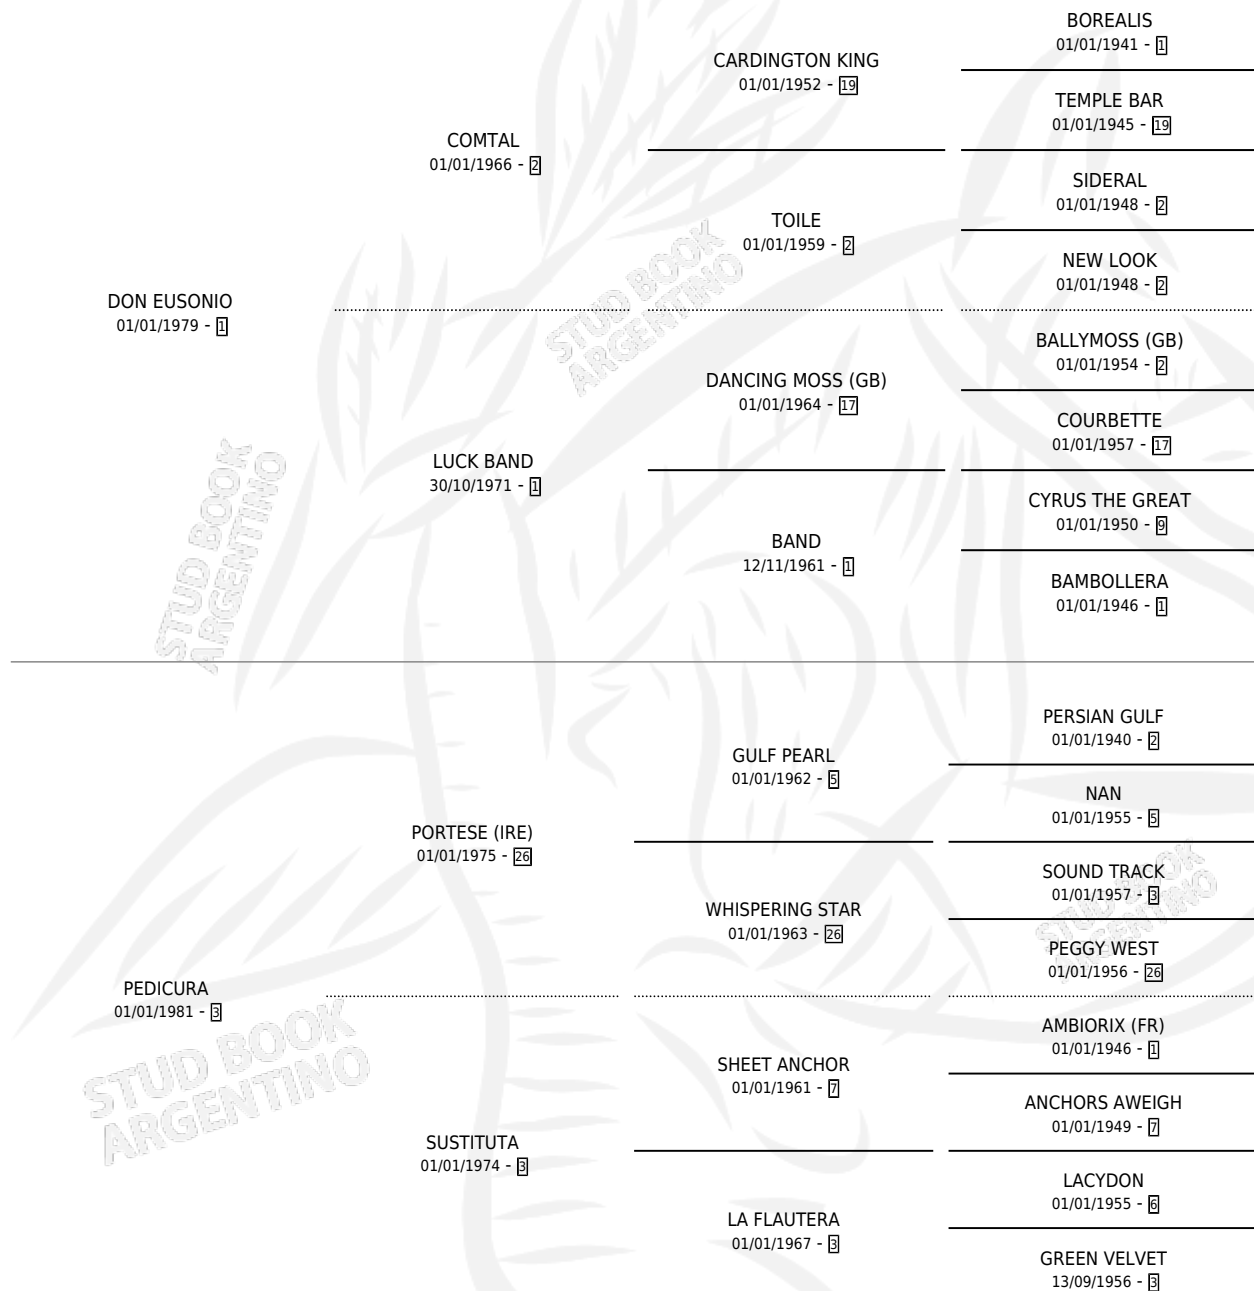 BOREALIS
01/01/1941 - 1
CARDINGTON KING
01/01/1952 - 19
TEMPLE BAR
01/01/1945 - 19
COMTAL
01/01/1966 - 2
SIDERAL
01/01/1948 - 2
TOILE
01/01/1959 - 2
NEW LOOK
01/01/1948 - 2
DON EUSONIO
01/01/1979 - 1
BALLYMOSS (GB)
01/01/1954 - 2
DANCING MOSS (GB)
01/01/1964 - 17
COURBETTE
01/01/1957 - 17
LUCK BAND
30/10/1971 - 1
CYRUS THE GREAT
01/01/1950 - 9
BAND
12/11/1961 - 1
BAMBOLLERA
01/01/1946 - 1
PERSIAN GULF
01/01/1940 - 2
GULF PEARL
01/01/1962 - 5
NAN
01/01/1955 - 5
PORTESE (IRE)
01/01/1975 - 26
SOUND TRACK
01/01/1957 - 3
WHISPERING STAR
01/01/1963 - 26
PEGGY WEST
01/01/1956 - 26
PEDICURA
01/01/1981 - 3
AMBIORIX (FR)
01/01/1946 - 1
SHEET ANCHOR
01/01/1961 - 7
ANCHORS AWEIGH
01/01/1949 - 7
SUSTITUTA
01/01/1974 - 3
LACYDON
01/01/1955 - 6
LA FLAUTERA
01/01/1967 - 3
GREEN VELVET
13/09/1956 - 3
STUD BOOK
ARGENTINO
STUD BOOK
ARGENTINO
STUD BOOK
ARGENTINO
STUD BOOK
ARGENTINO